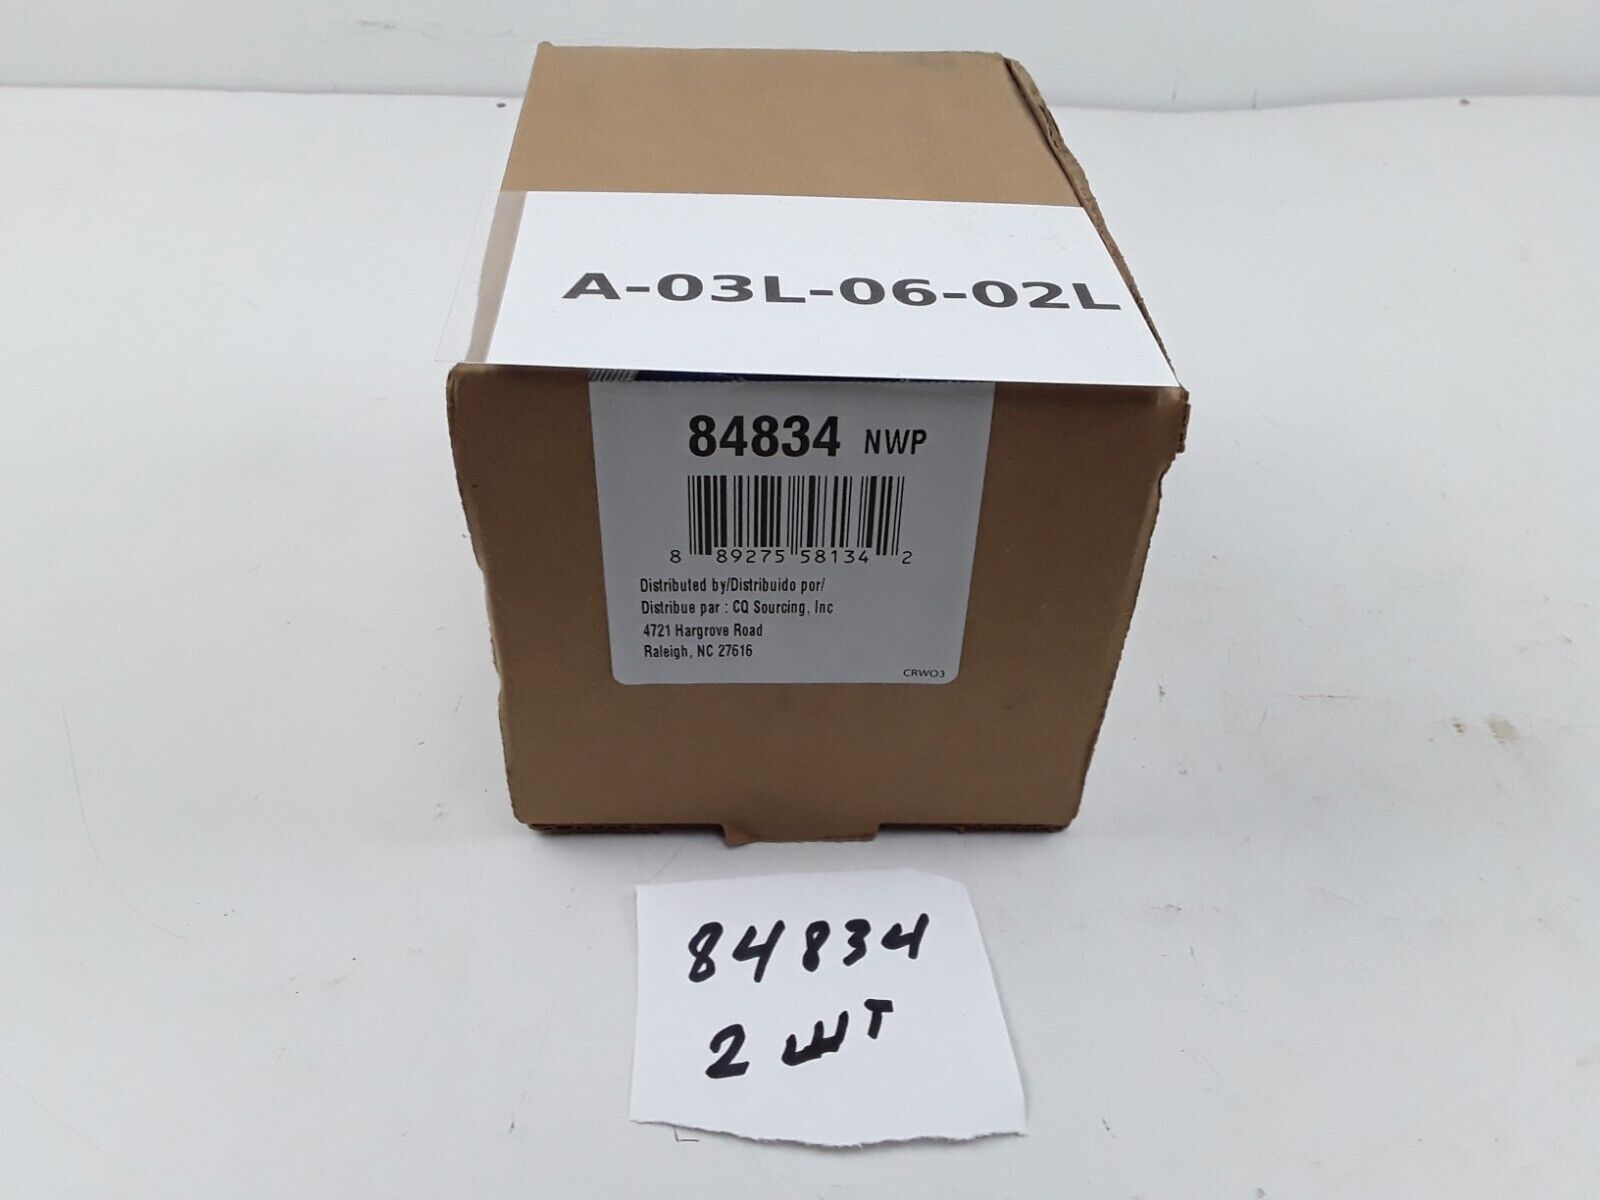 A-03L-06-02L
84834 NWP
8 89275 58134 2
Distributed by/Distribuido por/
Distribue par : CQ Sourcing, Inc
4721 Hargrove Road
Raleigh, NC 27616
CRWO3
84834
2 шт